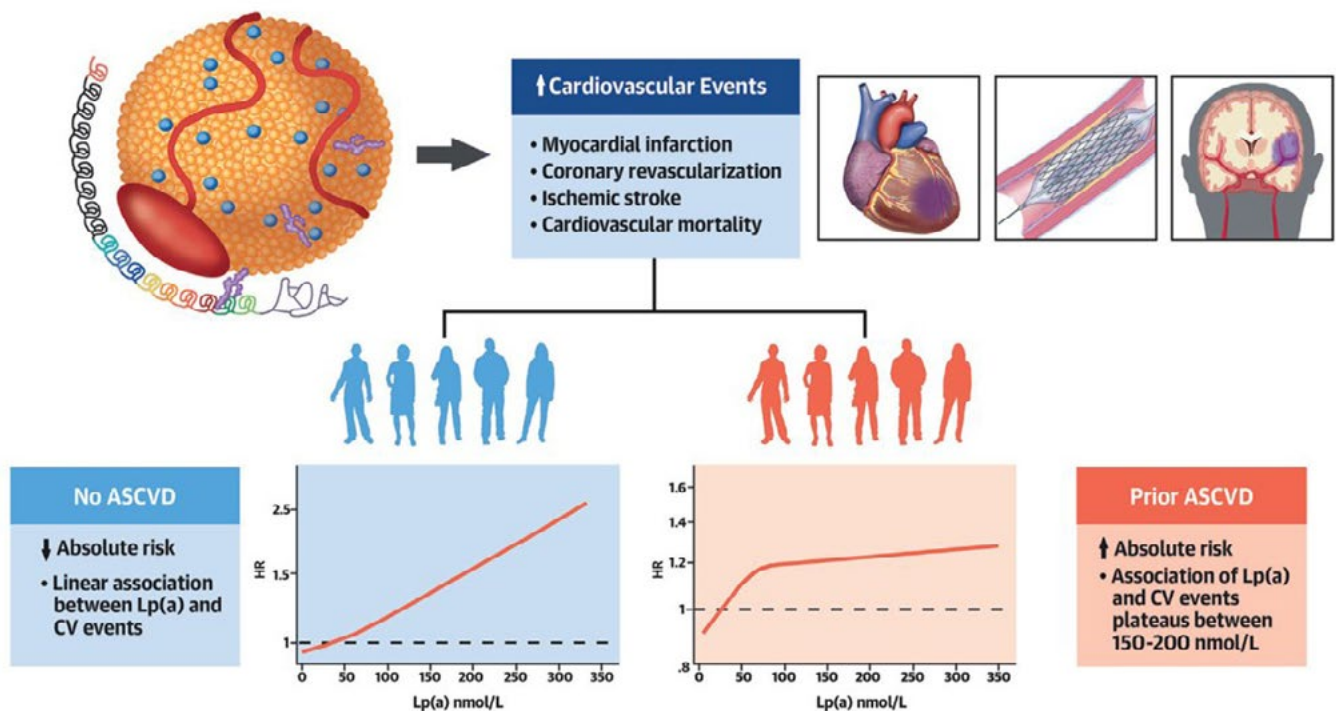 ↑Cardiovascular Events
• Myocardial infarction
• Coronary revascularization
• Ischemic stroke
• Cardiovascular mortality
No ASCVD
↓ Absolute risk
• Linear association
between Lp(a) and
CV events
HR
2.5
1.5
1
0 50 100 150 200 250 300 350
Lp(a) nmol/L
HR
1.6
1.4
1.2
1
.8
0 50 100 150 200 250 300 350
Lp(a) nmol/L
Prior ASCVD
↑ Absolute risk
• Association of Lp(a)
and CV events
plateaus between
150-200 nmol/L